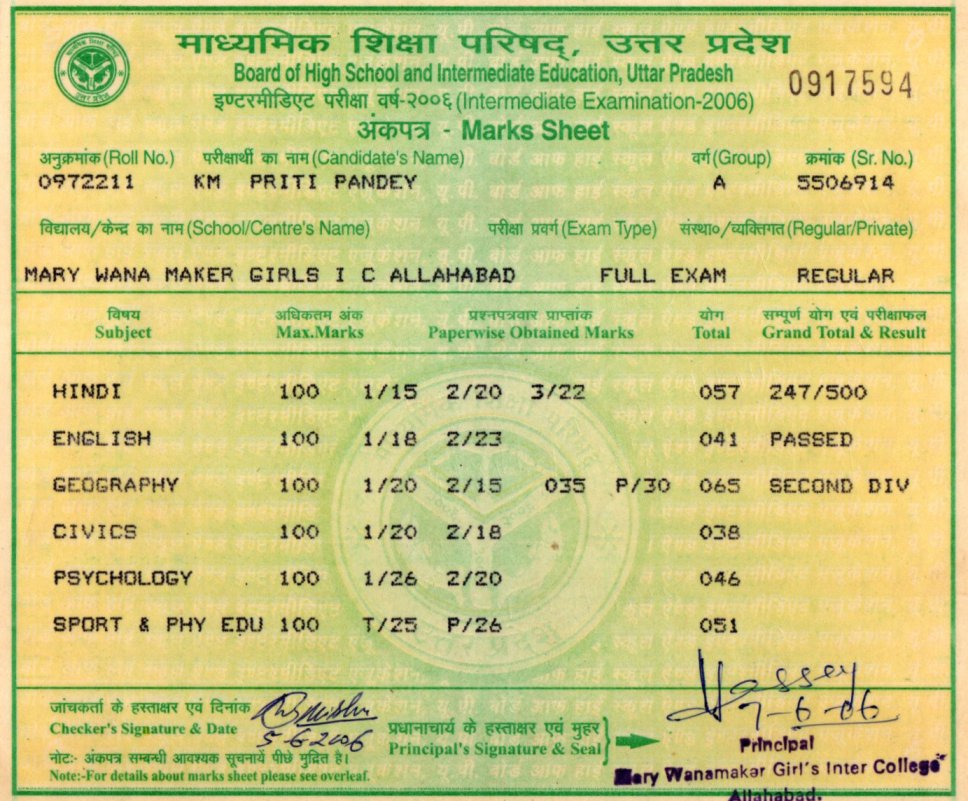 माध्यमिक शिक्षा परिषद्, उत्तर प्रदेश
Board of High School and Intermediate Education, Uttar Pradesh
0917594
इण्टरमीडिएट परीक्षा वर्ष-२००६ (Intermediate Examination-2006)
अंकपत्र - Marks Sheet
अनुक्रमांक (Roll No.) परीक्षार्थी का नाम (Candidate's Name) वर्ग (Group) क्रमांक (Sr. No.)
0972211 KM PRITI PANDEY A 5506914
विद्यालय/केन्द्र का नाम (School/Centre's Name) परीक्षा प्रवर्ग (Exam Type) संस्था०/व्यक्तिगत (Regular/Private)
MARY WANA MAKER GIRLS I C ALLAHABAD FULL EXAM REGULAR
विषय अधिकतम अंक प्रश्नपत्रवार प्राप्तांक योग सम्पूर्ण योग एवं परीक्षाफल
Subject Max.Marks Paperwise Obtained Marks Total Grand Total & Result
HINDI 100 1/15 2/20 3/22 057 247/500
ENGLISH 100 1/18 2/23 041 PASSED
GEOGRAPHY 100 1/20 2/15 035 P/30 065 SECOND DIV
CIVICS 100 1/20 2/18 038
PSYCHOLOGY 100 1/26 2/20 046
SPORT & PHY EDU 100 T/25 P/26 051
जांचकर्ता के हस्ताक्षर एवं दिनांक
Checker's Signature & Date
5-6-2006
प्रधानाचार्य के हस्ताक्षर एवं मुहर
Principal's Signature & Seal
7-6-06
नोटः- अंकपत्र सम्बन्धी आवश्यक सूचनायें पीछे मुद्रित है।
Note:-For details about marks sheet please see overleaf.
Principal
Mary Wanamakar Girl's Inter College
Allahabad.